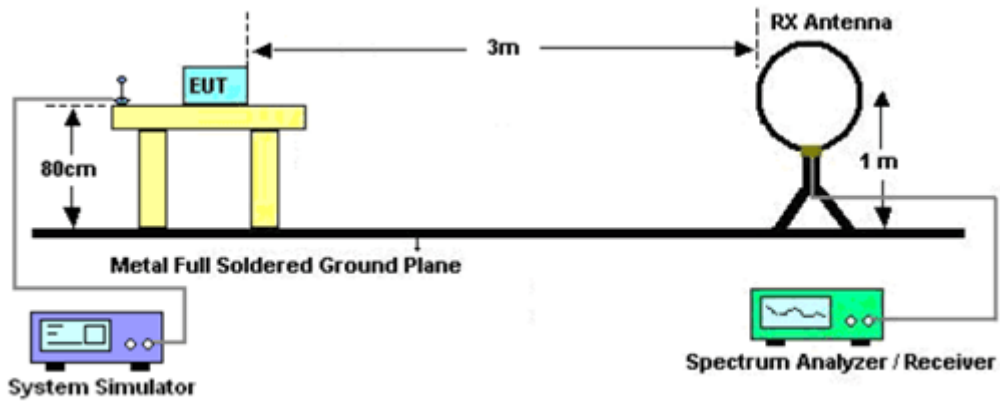 RX Antenna
3m
EUT
80cm
1 m
Metal Full Soldered Ground Plane
System Simulator
Spectrum Analyzer / Receiver